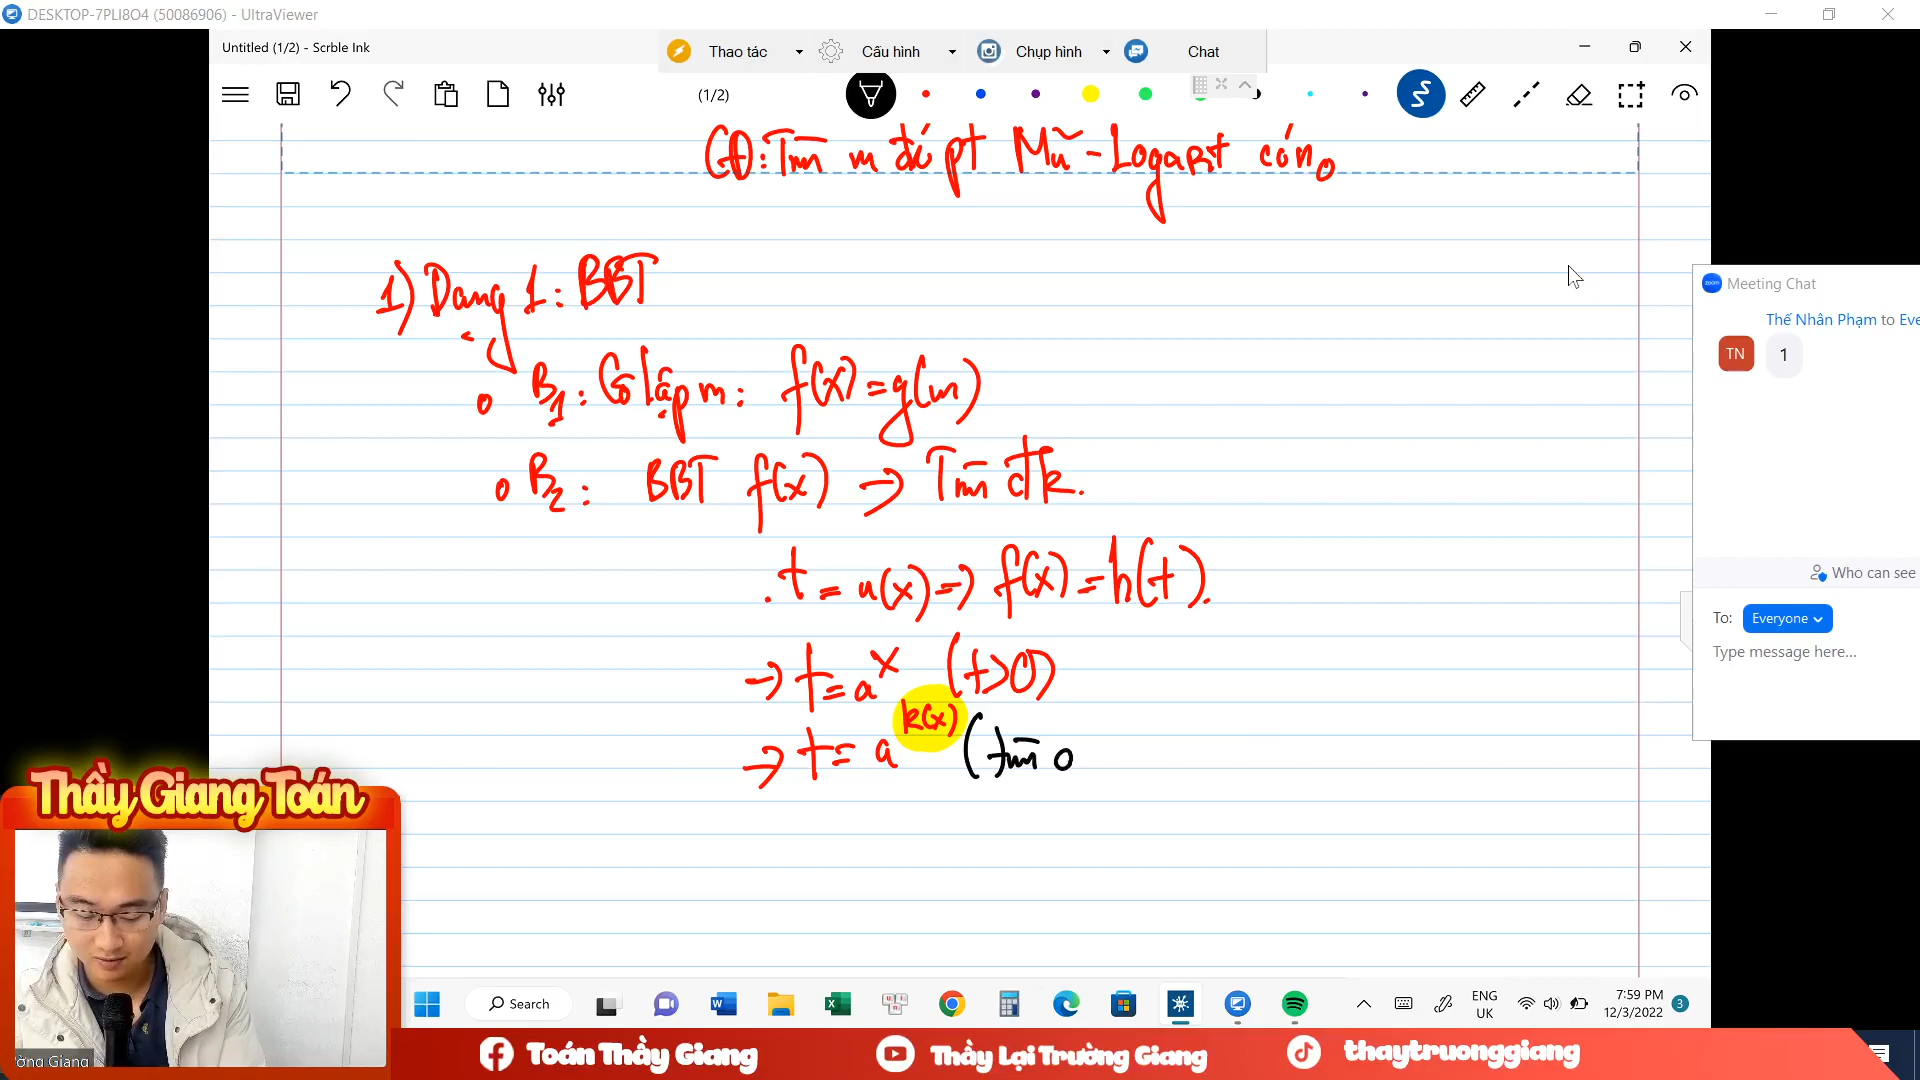 DESKTOP-7PLI8O4 (50086906) - UltraViewer
Untitled (1/2) - Scrble Ink
Thao tác
Cấu hình
Chụp hình
Chat
(1/2)
CĐ: Tìm m để pt Mũ - Logarit có n0
1) Dạng 1: BBT
B1: Cô lập m: f(x) = g(m)
B2: BBT f(x) => Tìm đk.
t = u(x) => f(x) = h(t).
-> t = a^x (t>0)
-> t = a^k(x) (tìm
Meeting Chat
Thế Nhân Phạm to Eve
TN
1
Who can see
To: Everyone
Type message here...
Thầy Giang Toán
ờng Giang
Search
ENG
UK
7:59 PM
12/3/2022
3
Toán Thầy Giang
Thầy Lại Trường Giang
thaytruonggiang